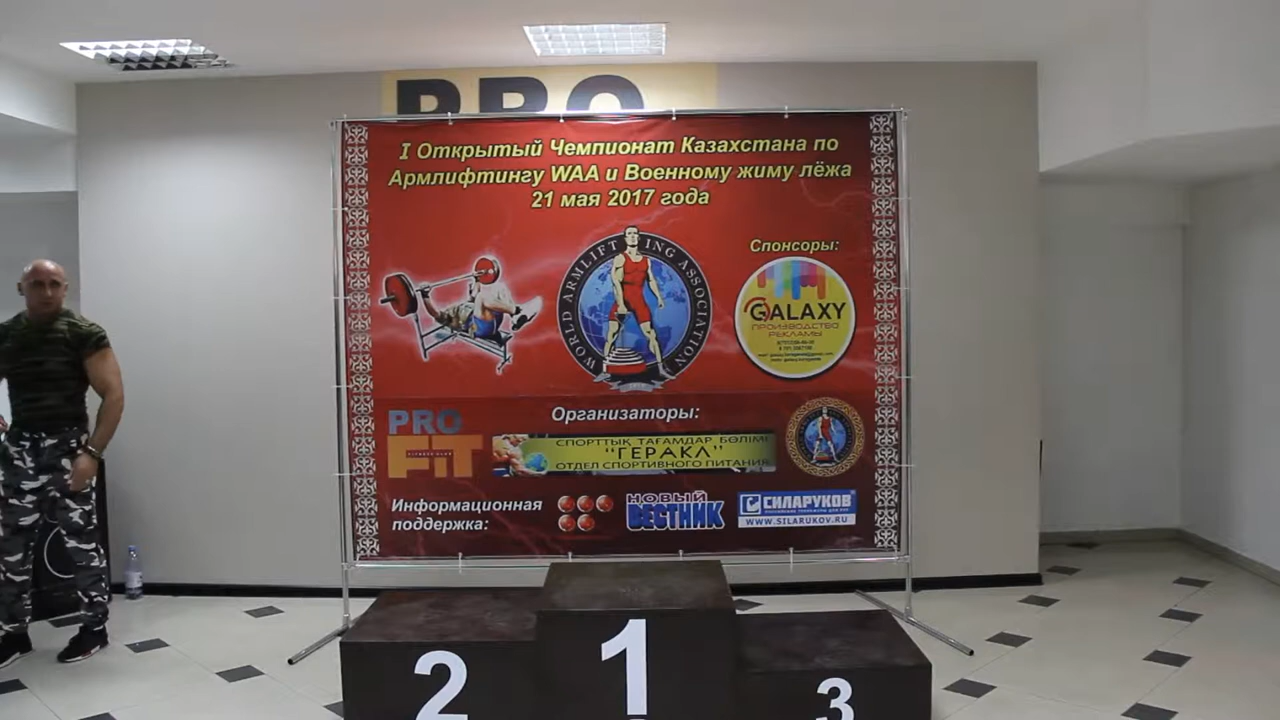 PRO
I Открытый Чемпионат Казахстана по
Армлифтингу WAA и Военному жиму лёжа
21 мая 2017 года
WORLD ARMLIFTING ASSOCIATION
Спонсоры:
GALAXY
ПРОИЗВОДСТВО
РЕКЛАМЫ
Организаторы:
PRO
FiT
СПОРТТЫҚ ТАҒАМДАР БӨЛІМІ
"ГЕРАКЛ"
ОТДЕЛ СПОРТИВНОГО ПИТАНИЯ
Информационная
поддержка:
НОВЫЙ
ВЕСТНИК
СИЛАРУКОВ
WWW.SILARUKOV.RU
2
1
3